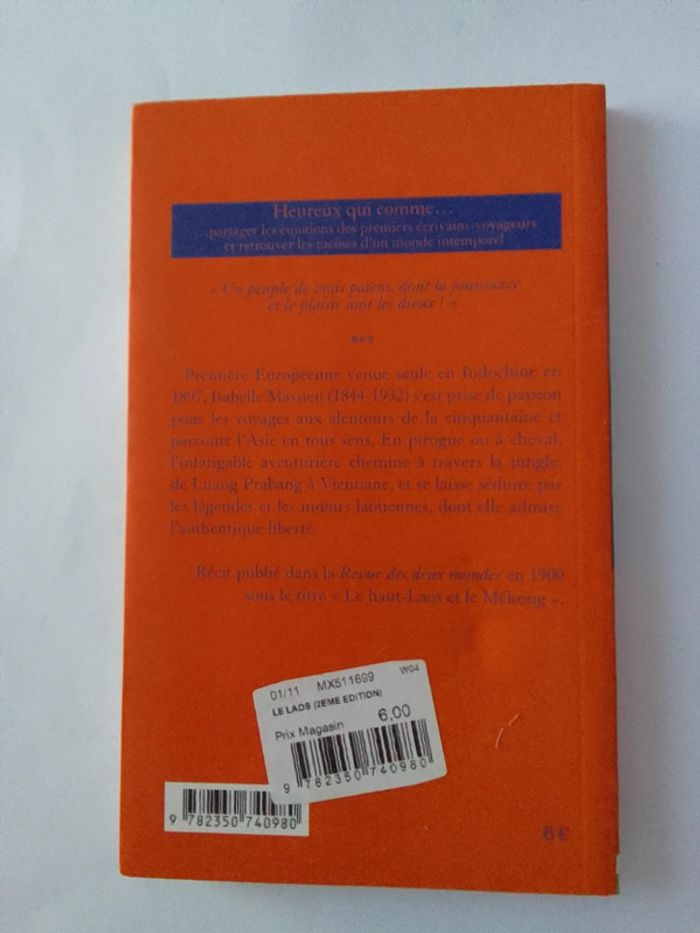 Heureux qui comme…
…partager les émotions des premiers écrivains-voyageurs
et retrouver les racines d'un monde intemporel
« Un peuple de vrais païens, dont la jouissance
et le plaisir sont les dieux ! »
***
Première Européenne venue seule en Indochine en
1897, Isabelle Massieu (1844-1932) s'est prise de passion
pour les voyages aux alentours de la cinquantaine et
parcourt l'Asie en tous sens. En pirogue ou à cheval,
l'infatigable aventurière chemine à travers la jungle,
de Luang Prabang à Vientiane, et se laisse séduire par
les légendes et les mœurs laotiennes, dont elle admire
l'authentique liberté.
Récit publié dans la Revue des deux mondes en 1900
sous le titre « Le haut-Laos et le Mékong ».
01/11 MX511699 W04
LE LAOS (2EME EDITION)
Prix Magasin 6,00
9 782350 740980
9 782350 740980
6 €